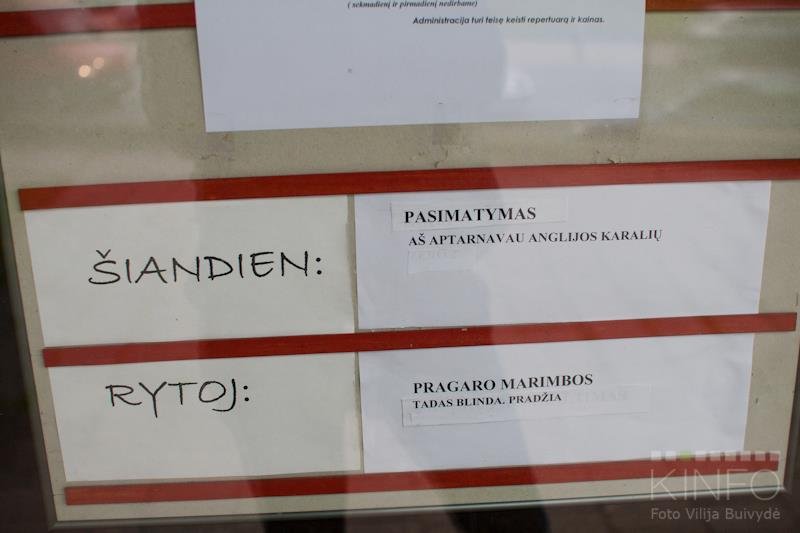 ( sekmadienį ir pirmadienį nedirbame)
Administracija turi teisę keisti repertuarą ir kainas.
ŠIANDIEN:
PASIMATYMAS
AŠ APTARNAVAU ANGLIJOS KARALIŲ
RYTOJ:
PRAGARO MARIMBOS
TADAS BLINDA. PRADŽIA
KINFO
Foto Vilija Buivydė